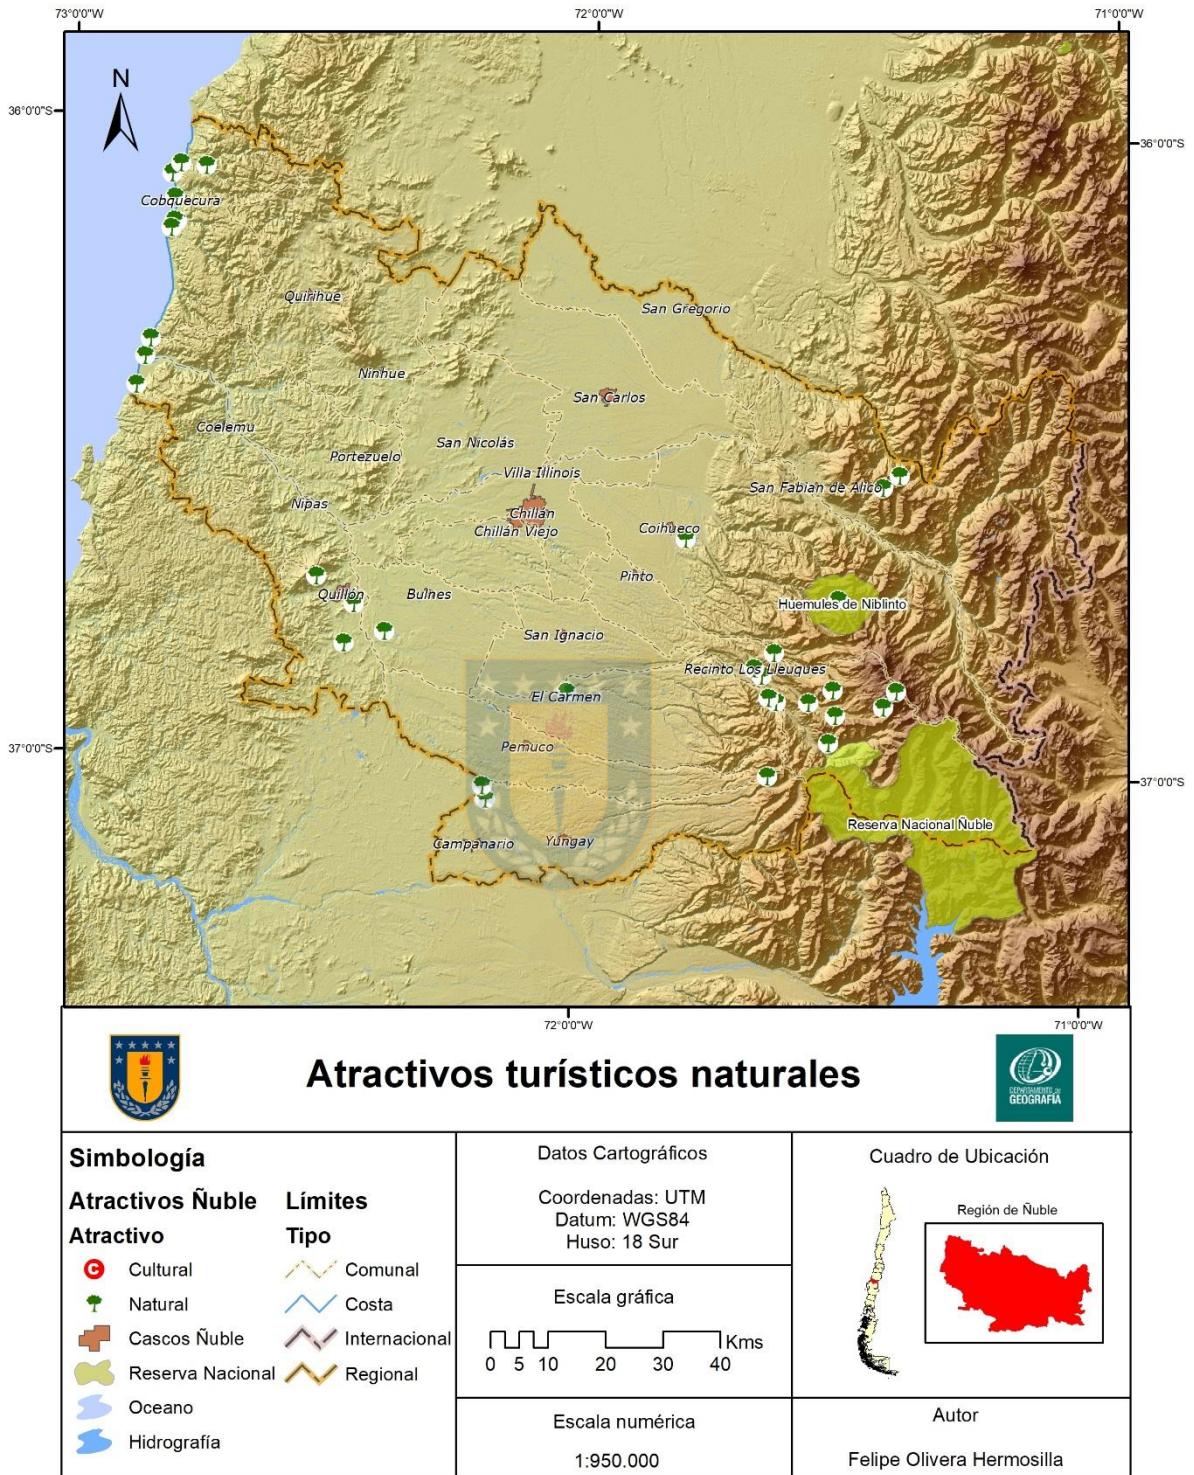 73°0'0"W
72°0'0"W
71°0'0"W
N
36°0'0"S
36°0'0"S
Cobquecura
Quirihue
San Gregorio
Ninhue
San Carlos
Coelemu
San Nicolás
Portezuelo
Villa Illinois
San Fabian de Alico
Ñipas
Chillán
Chillán Viejo
Coihueco
Pinto
Quillón
Bulnes
Huemules de Niblinto
San Ignacio
Recinto Los Lleuques
El Carmen
Pemuco
37°0'0"S
37°0'0"S
Reserva Nacional Ñuble
Campanario
Yungay
72°0'0"W
71°0'0"W
Atractivos turísticos naturales
DEPARTAMENTO DE
GEOGRAFÍA
Simbología
Atractivos Ñuble
Límites
Atractivo
Tipo
C Cultural
Comunal
Natural
Costa
Cascos Ñuble
Internacional
Reserva Nacional
Regional
Oceano
Hidrografía
Datos Cartográficos
Coordenadas: UTM
Datum: WGS84
Huso: 18 Sur
Escala gráfica
Kms
0 5 10 20 30 40
Escala numérica
1:950.000
Cuadro de Ubicación
Región de Ñuble
Autor
Felipe Olivera Hermosilla